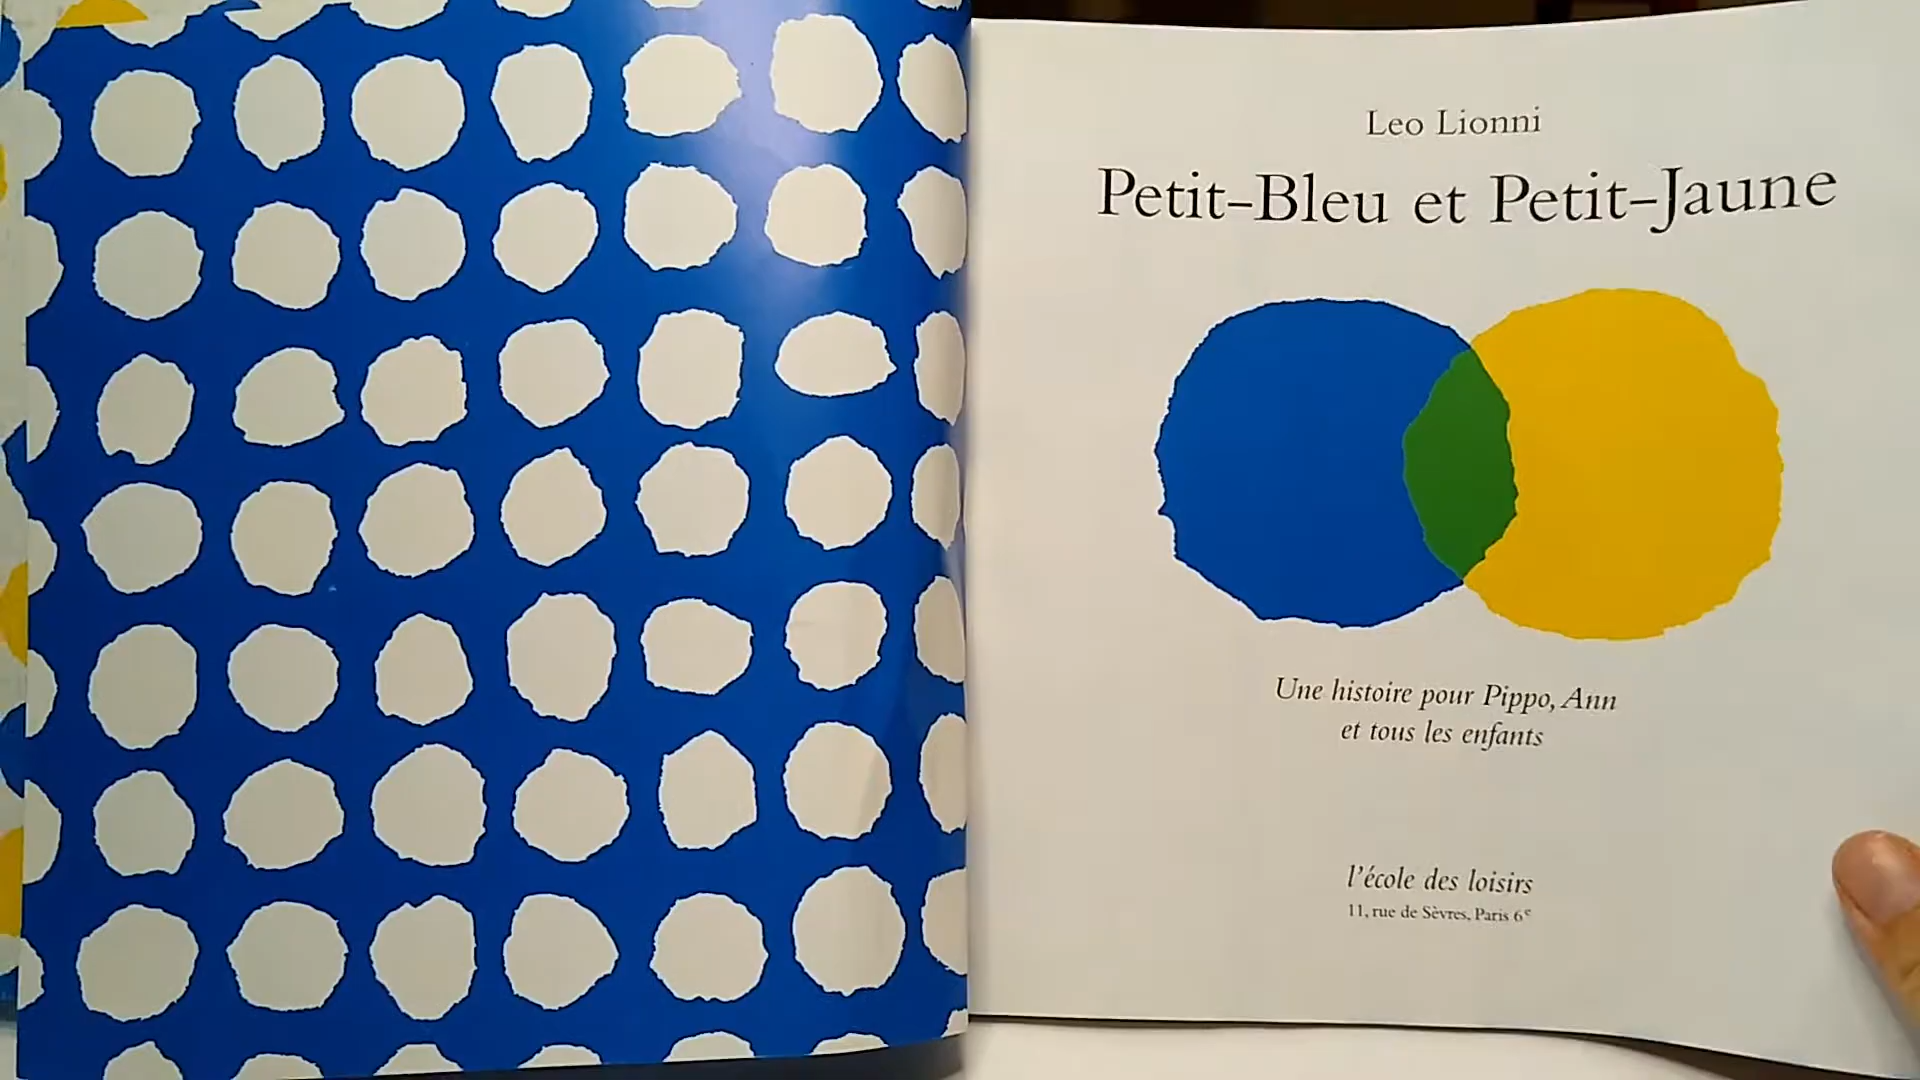 Leo Lionni
Petit-Bleu et Petit-Jaune
Une histoire pour Pippo, Ann
et tous les enfants
l'école des loisirs
11, rue de Sèvres, Paris 6e